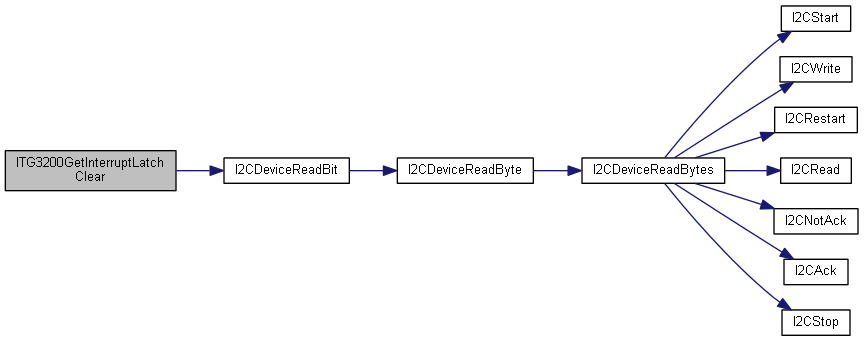 ITG3200GetInterruptLatch
Clear
I2CDeviceReadBit
I2CDeviceReadByte
I2CDeviceReadBytes
I2CStart
I2CWrite
I2CRestart
I2CRead
I2CNotAck
I2CAck
I2CStop